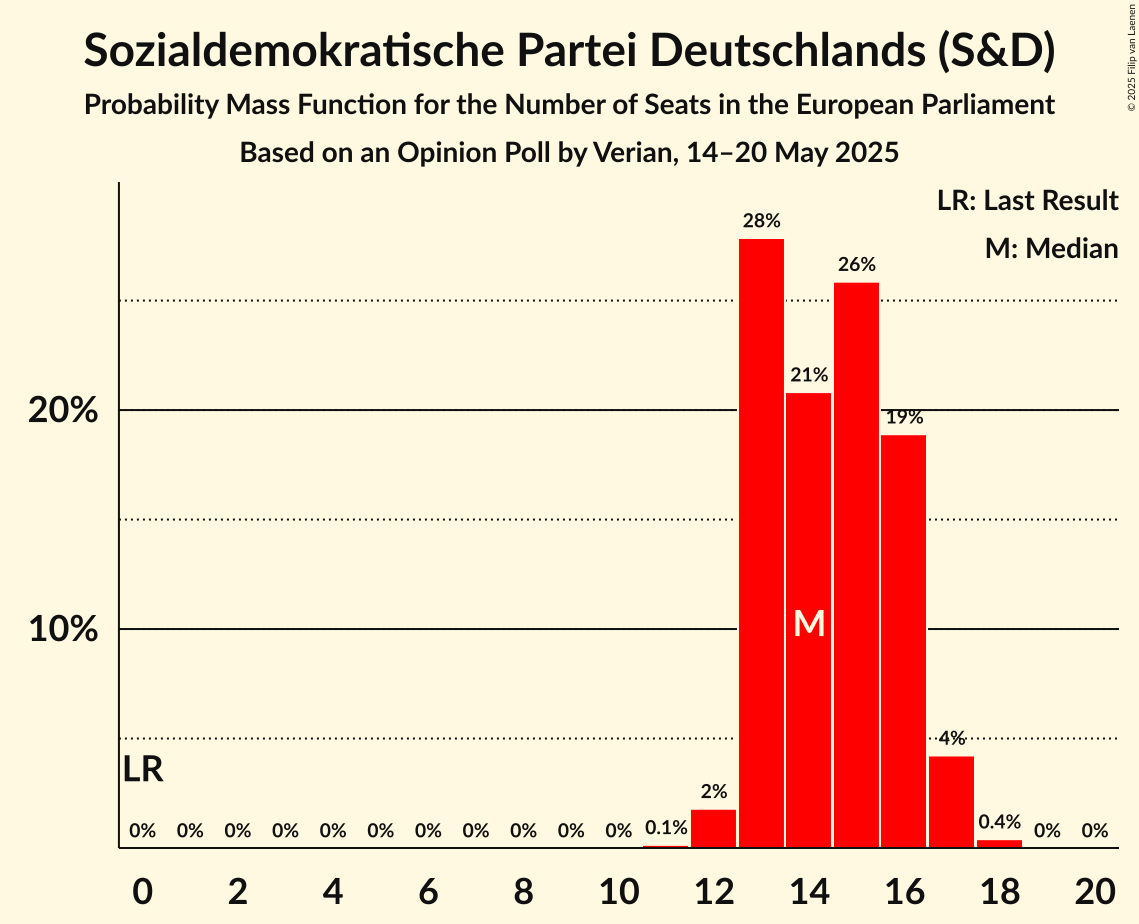 Sozialdemokratische Partei Deutschlands (S&D)
Probability Mass Function for the Number of Seats in the European Parliament
Based on an Opinion Poll by Verian, 14–20 May 2025
© 2025 Filip van Laenen
LR: Last Result
M: Median
28%
26%
21%
20%
19%
10%
M
4%
LR
2%
0% 0% 0% 0% 0% 0% 0% 0% 0% 0% 0% 0.1% 0.4% 0% 0%
0 2 4 6 8 10 12 14 16 18 20